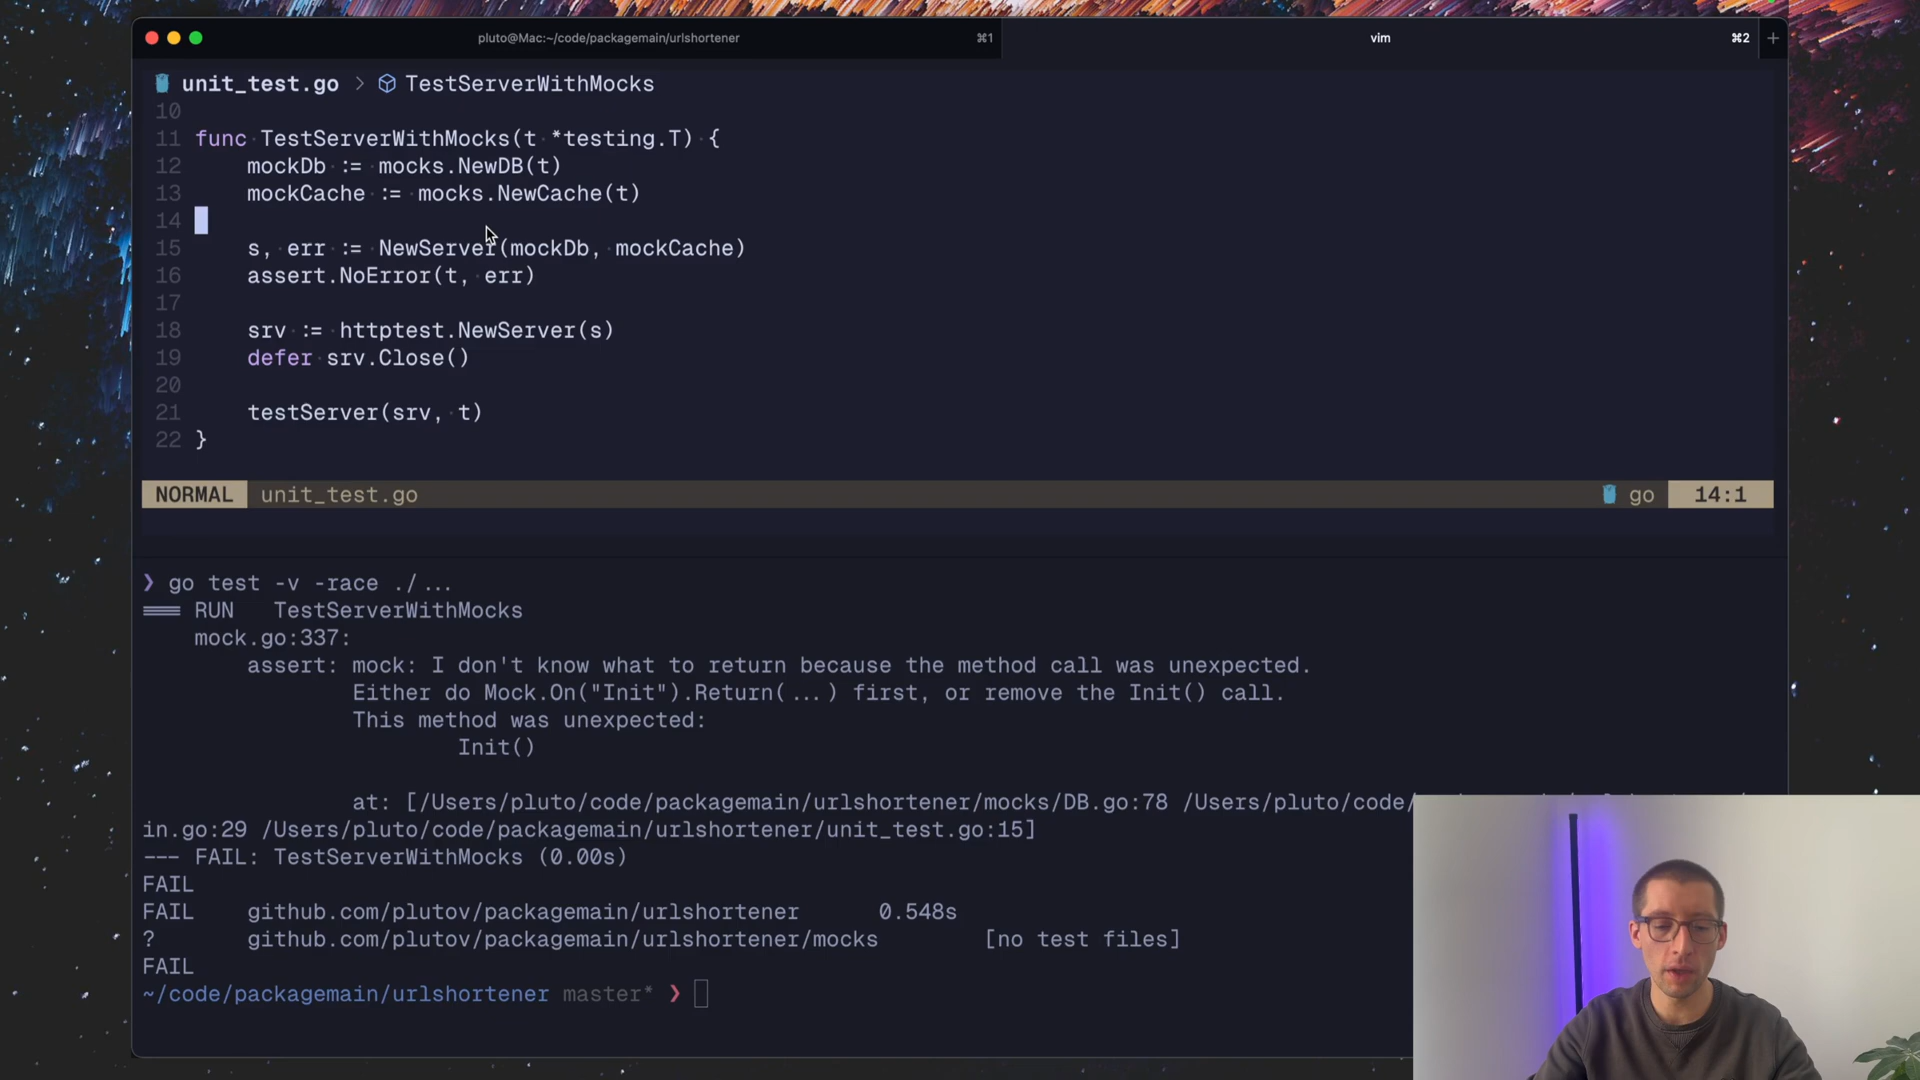 pluto@Mac:~/code/packagemain/urlshortener ⌘1 vim ⌘2 +
unit_test.go > TestServerWithMocks
10
11 func TestServerWithMocks(t *testing.T) {
12 mockDb := mocks.NewDB(t)
13 mockCache := mocks.NewCache(t)
14
15 s, err := NewServer(mockDb, mockCache)
16 assert.NoError(t, err)
17
18 srv := httptest.NewServer(s)
19 defer srv.Close()
20
21 testServer(srv, t)
22 }
NORMAL unit_test.go go 14:1
❯ go test -v -race ./...
=== RUN TestServerWithMocks
mock.go:337:
assert: mock: I don't know what to return because the method call was unexpected.
Either do Mock.On("Init").Return(...) first, or remove the Init() call.
This method was unexpected:
Init()
at: [/Users/pluto/code/packagemain/urlshortener/mocks/DB.go:78 /Users/pluto/code/
in.go:29 /Users/pluto/code/packagemain/urlshortener/unit_test.go:15]
--- FAIL: TestServerWithMocks (0.00s)
FAIL
FAIL github.com/plutov/packagemain/urlshortener 0.548s
? github.com/plutov/packagemain/urlshortener/mocks [no test files]
FAIL
~/code/packagemain/urlshortener master* ❯